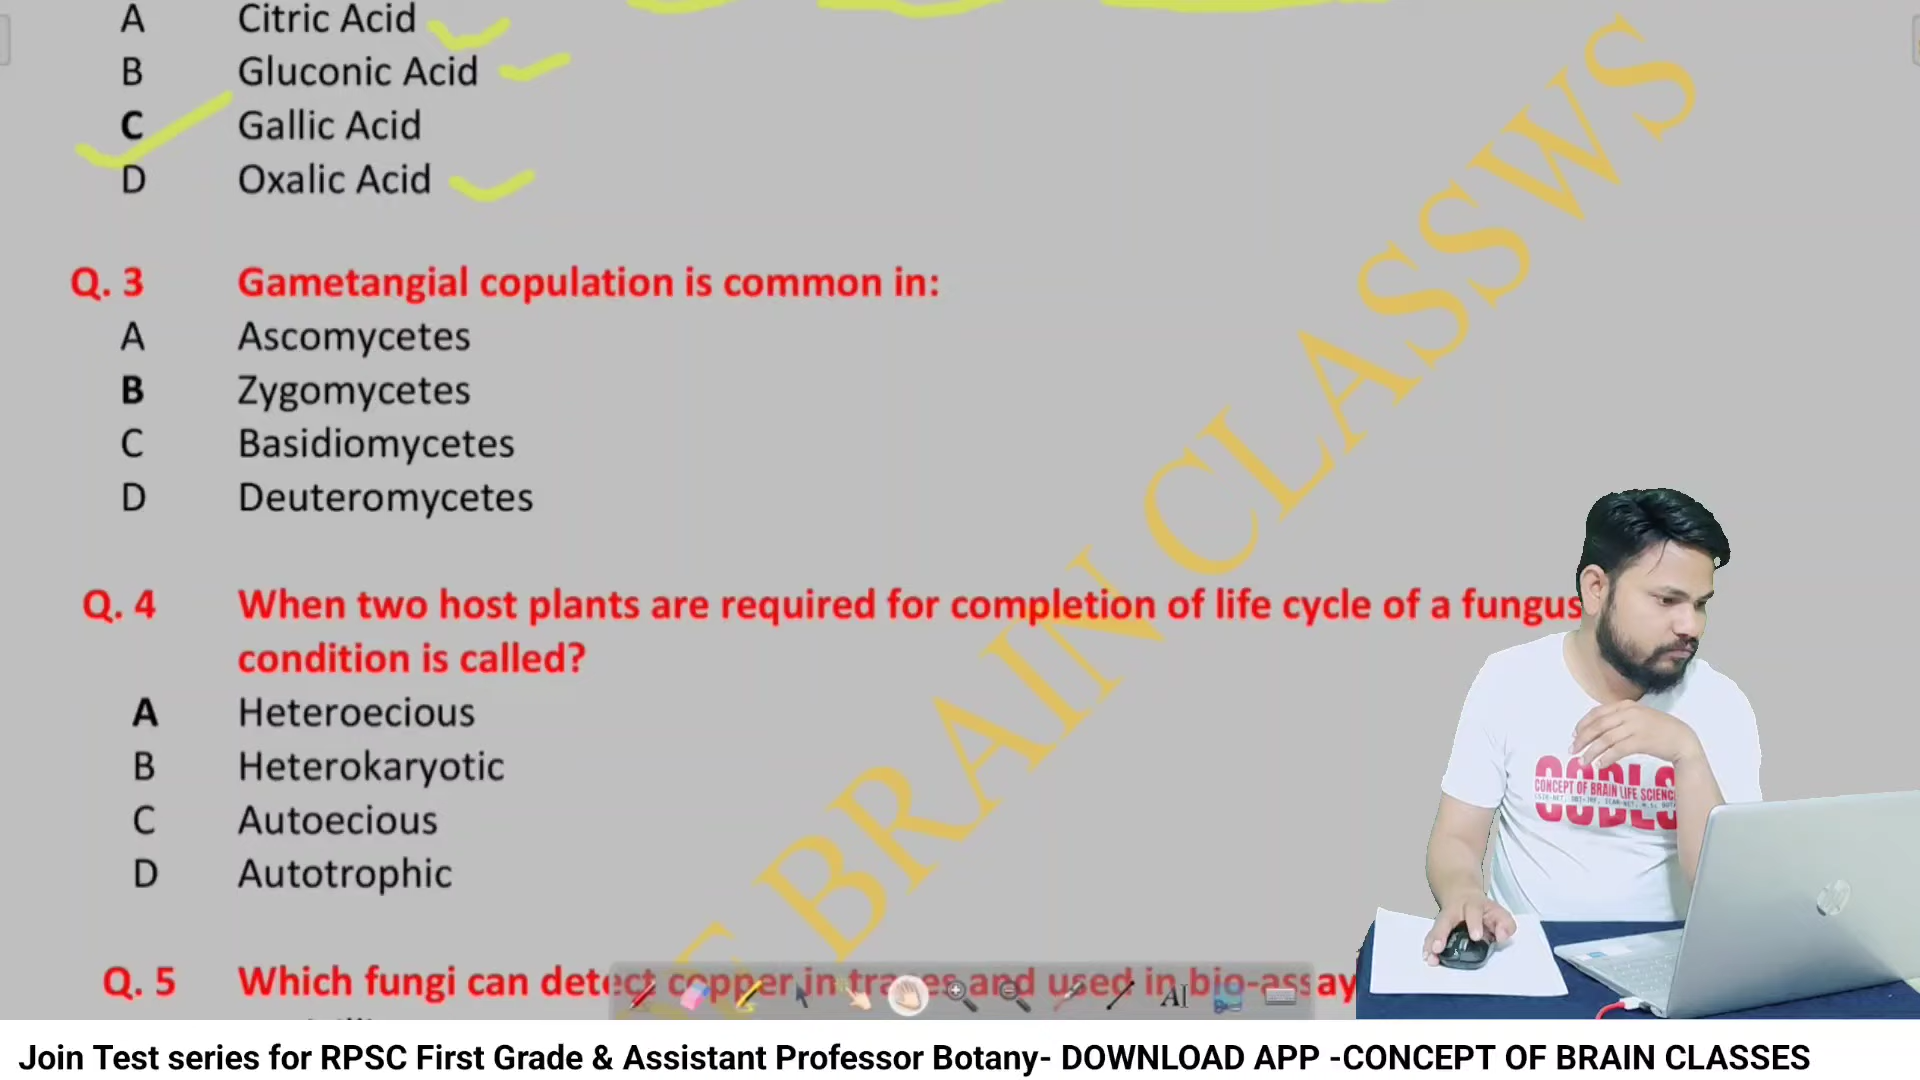 A Citric Acid
B Gluconic Acid
C Gallic Acid
D Oxalic Acid
Q. 3 Gametangial copulation is common in:
A Ascomycetes
B Zygomycetes
C Basidiomycetes
D Deuteromycetes
Q. 4 When two host plants are required for completion of life cycle of a fungus
condition is called?
A Heteroecious
B Heterokaryotic
C Autoecious
D Autotrophic
Q. 5 Which fungi can detect copper in traces and used in bio-assay
BRAIN CLASSWS
CONCEPT OF BRAIN LIFE SCIENC
Join Test series for RPSC First Grade & Assistant Professor Botany- DOWNLOAD APP -CONCEPT OF BRAIN CLASSES